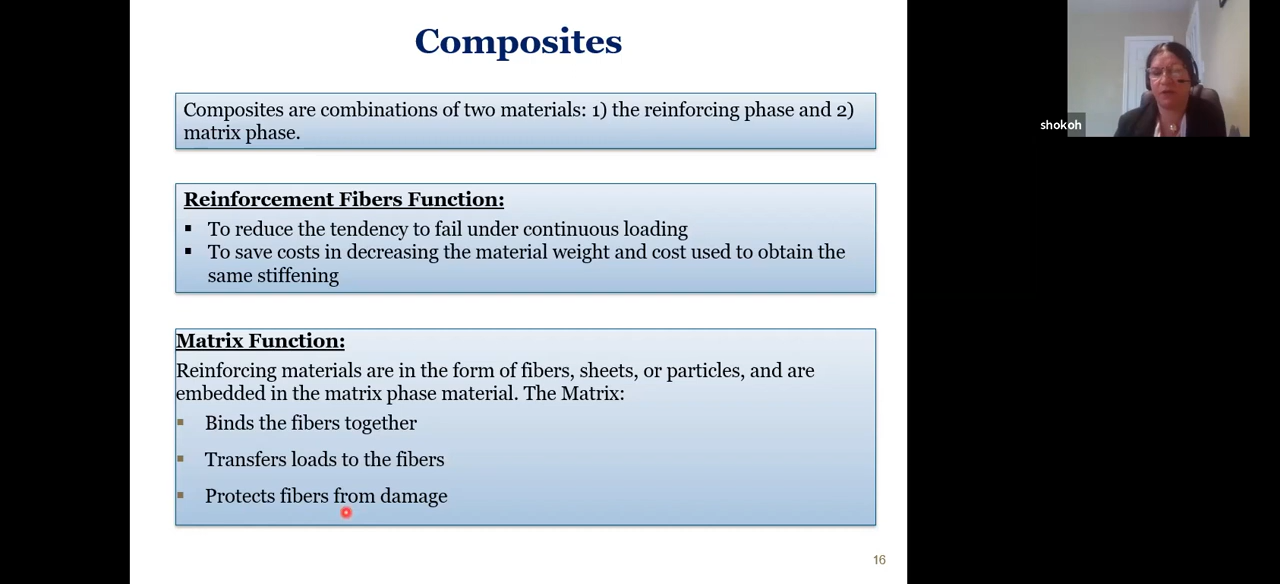 Composites
Composites are combinations of two materials: 1) the reinforcing phase and 2)
matrix phase.
Reinforcement Fibers Function:
▪ To reduce the tendency to fail under continuous loading
▪ To save costs in decreasing the material weight and cost used to obtain the
same stiffening
Matrix Function:
Reinforcing materials are in the form of fibers, sheets, or particles, and are
embedded in the matrix phase material. The Matrix:
▪ Binds the fibers together
▪ Transfers loads to the fibers
▪ Protects fibers from damage
16
shokoh